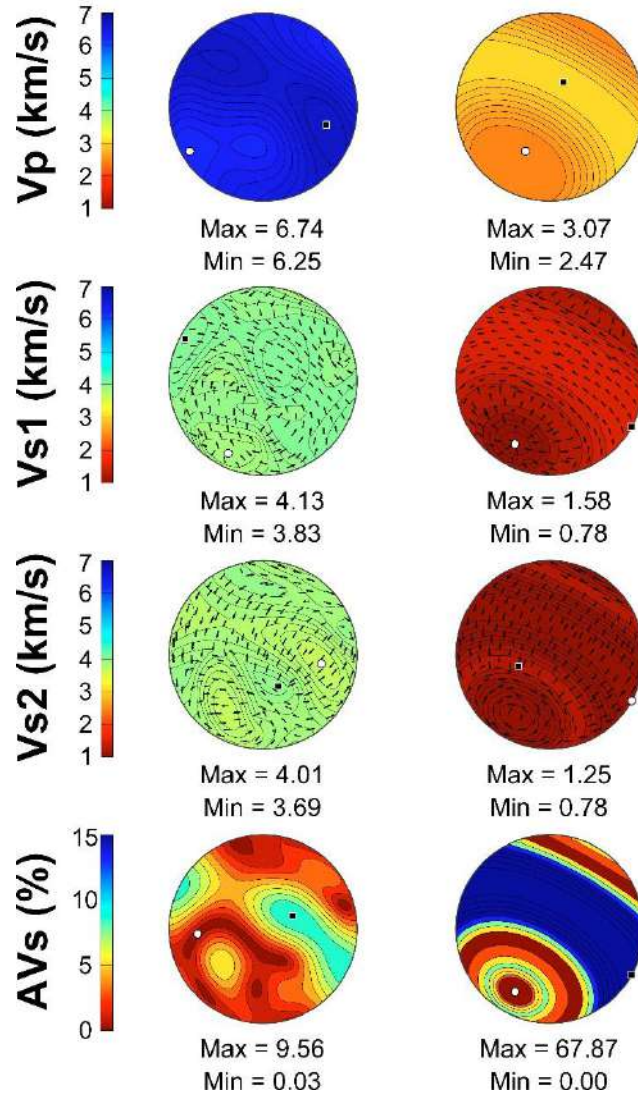 Vp (km/s)
7
6
5
4
3
2
1
Max = 6.74
Min = 6.25
Max = 3.07
Min = 2.47
Vs1 (km/s)
7
6
5
4
3
2
1
Max = 4.13
Min = 3.83
Max = 1.58
Min = 0.78
Vs2 (km/s)
7
6
5
4
3
2
1
Max = 4.01
Min = 3.69
Max = 1.25
Min = 0.78
AVs (%)
15
10
5
0
Max = 9.56
Min = 0.03
Max = 67.87
Min = 0.00